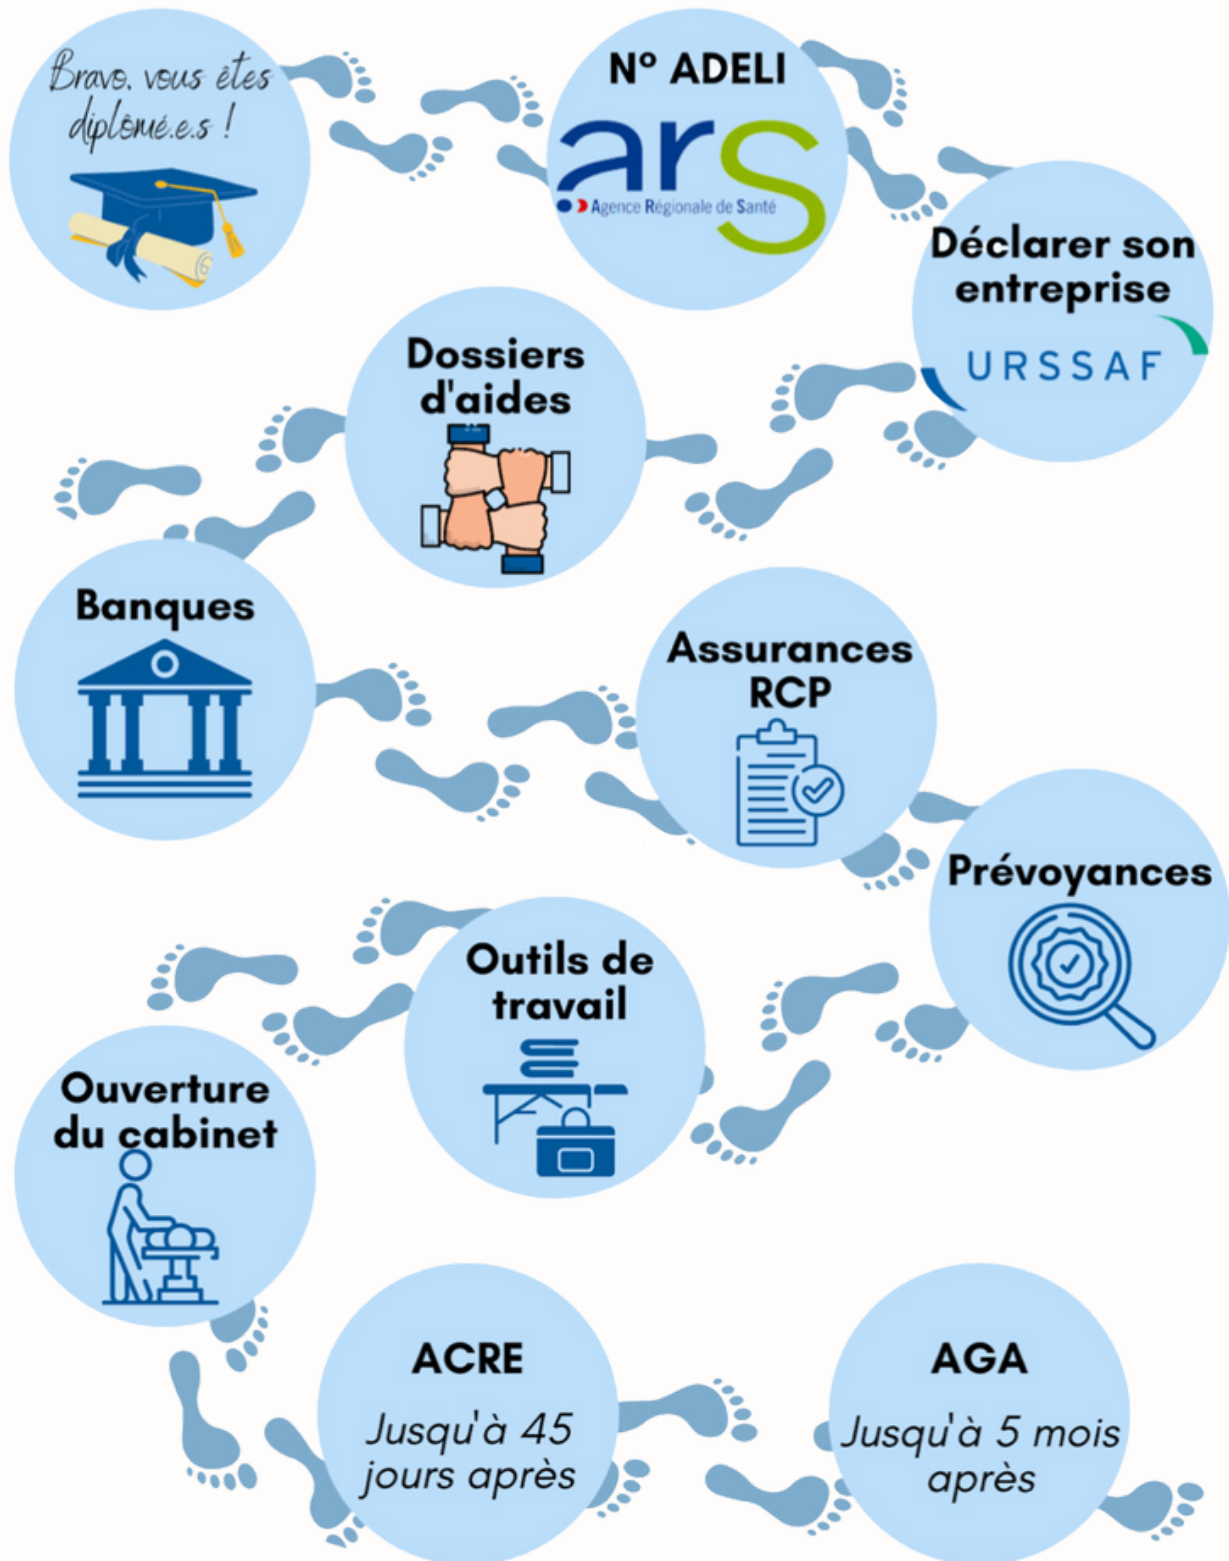 Bravo, vous êtes
diplômé.e.s !
N° ADELI
ars
Agence Régionale de Santé
Déclarer son
entreprise
URSSAF
Dossiers
d'aides
Banques
Assurances
RCP
Prévoyances
Outils de
travail
Ouverture
du cabinet
ACRE
Jusqu'à 45
jours après
AGA
Jusqu'à 5 mois
après